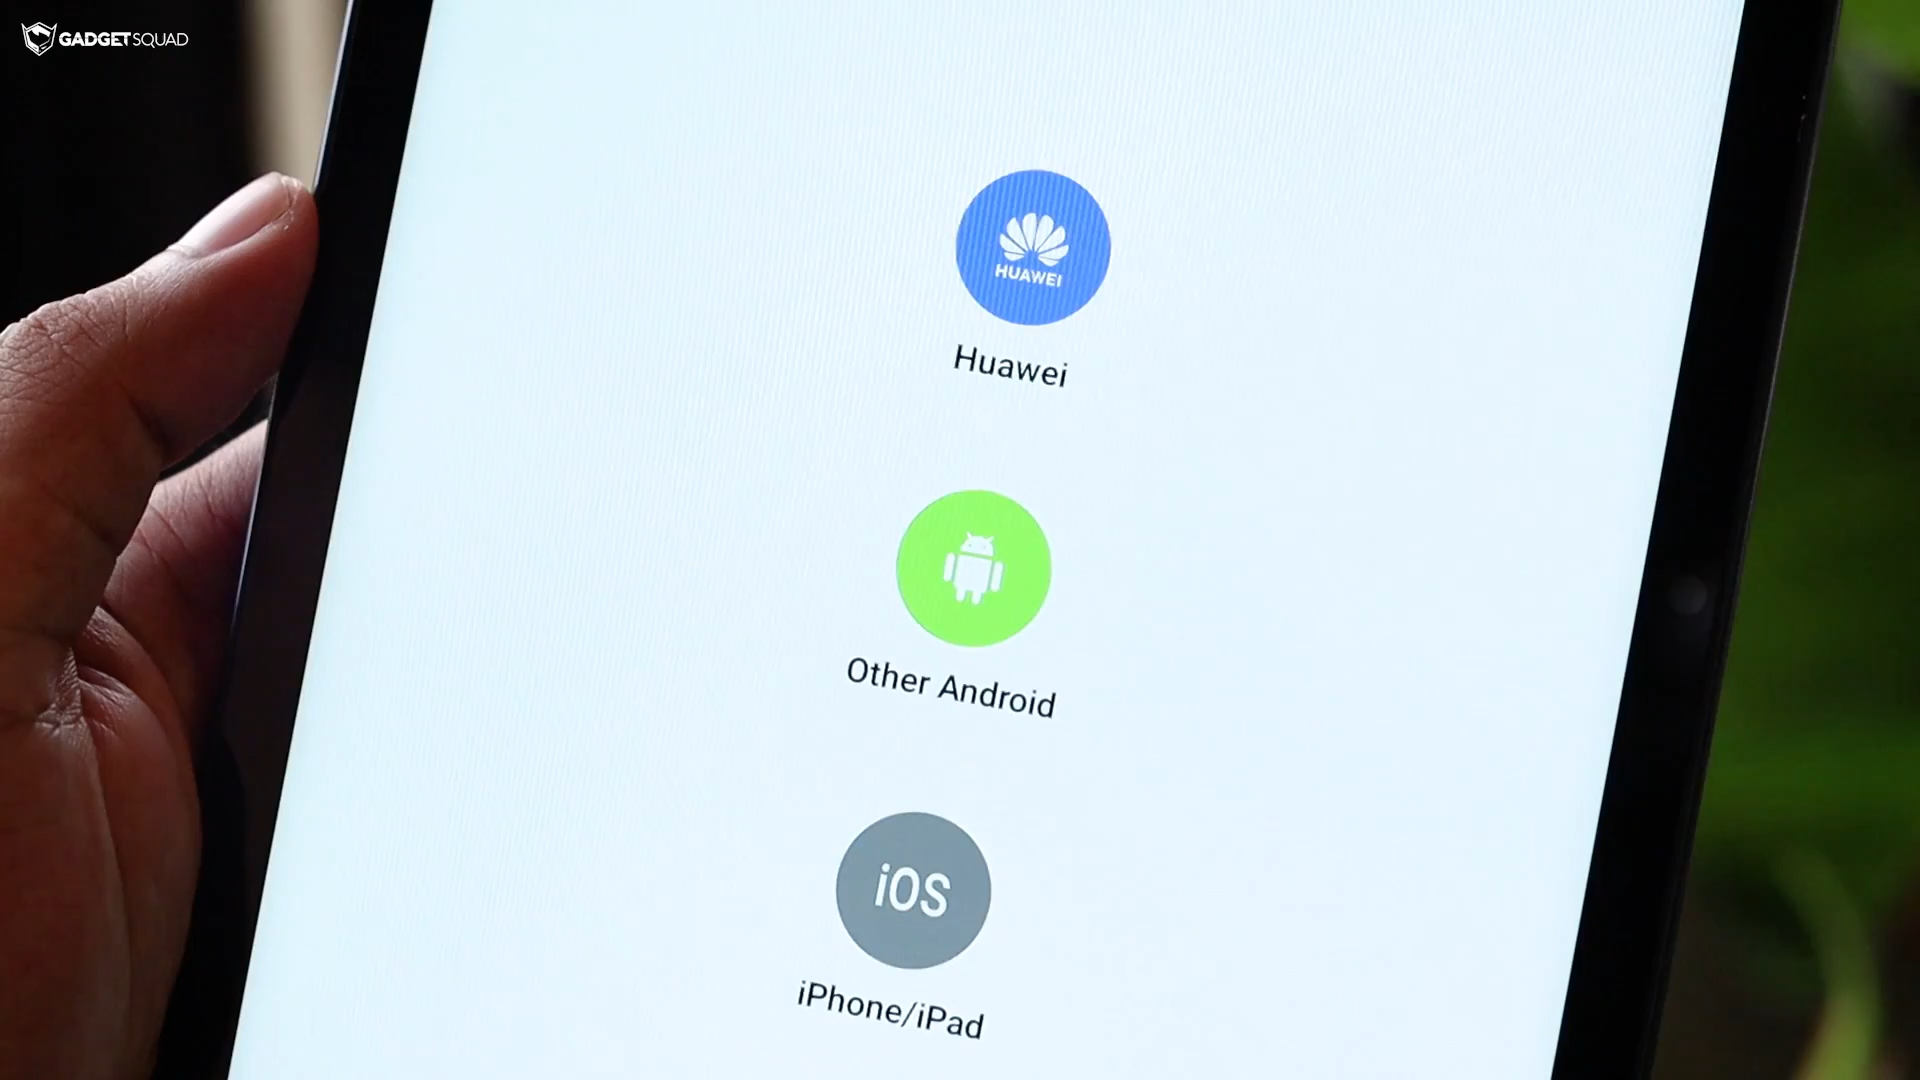 GADGETSQUAD
HUAWEI
Huawei
Other Android
iOS
iPhone/iPad